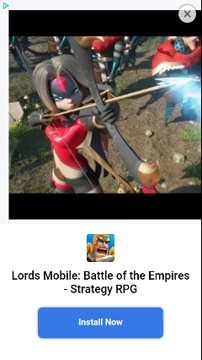 Lords Mobile: Battle of the Empires
- Strategy RPG
Install Now